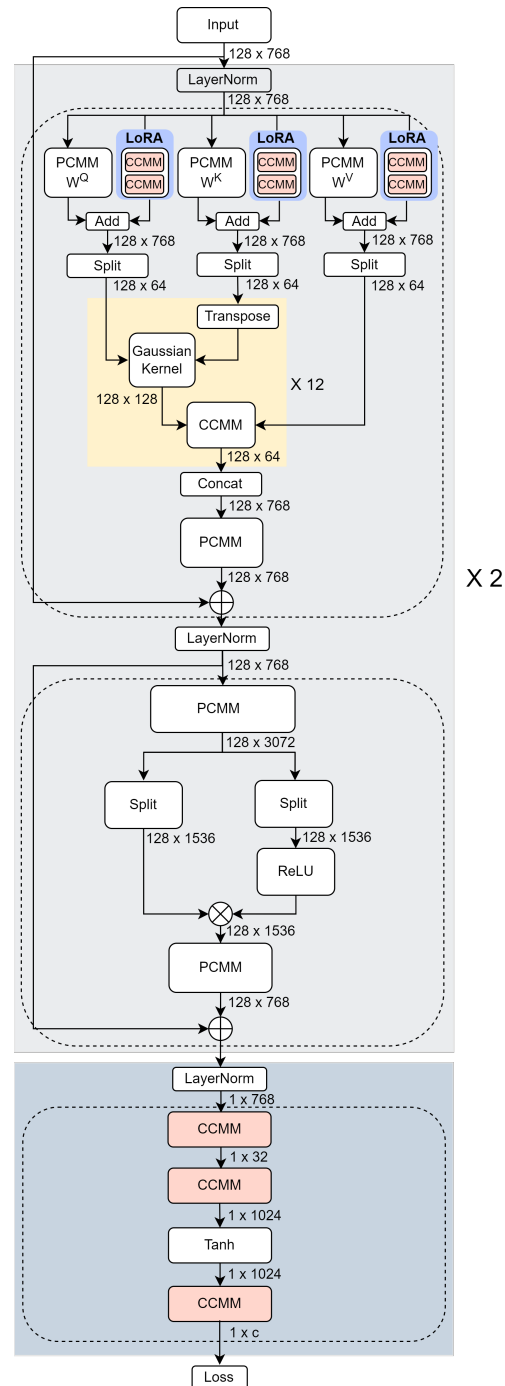 Input
128 x 768
LayerNorm
128 x 768
LoRA
LoRA
LoRA
PCMM
W^Q
CCMM
CCMM
PCMM
W^K
CCMM
CCMM
PCMM
W^V
CCMM
CCMM
Add
Add
Add
128 x 768
128 x 768
128 x 768
Split
Split
Split
128 x 64
128 x 64
128 x 64
Transpose
Gaussian
Kernel
X 12
128 x 128
CCMM
128 x 64
Concat
128 x 768
PCMM
128 x 768
X 2
LayerNorm
128 x 768
PCMM
128 x 3072
Split
Split
128 x 1536
128 x 1536
ReLU
128 x 1536
PCMM
128 x 768
LayerNorm
1 x 768
CCMM
1 x 32
CCMM
1 x 1024
Tanh
1 x 1024
CCMM
1 x c
Loss